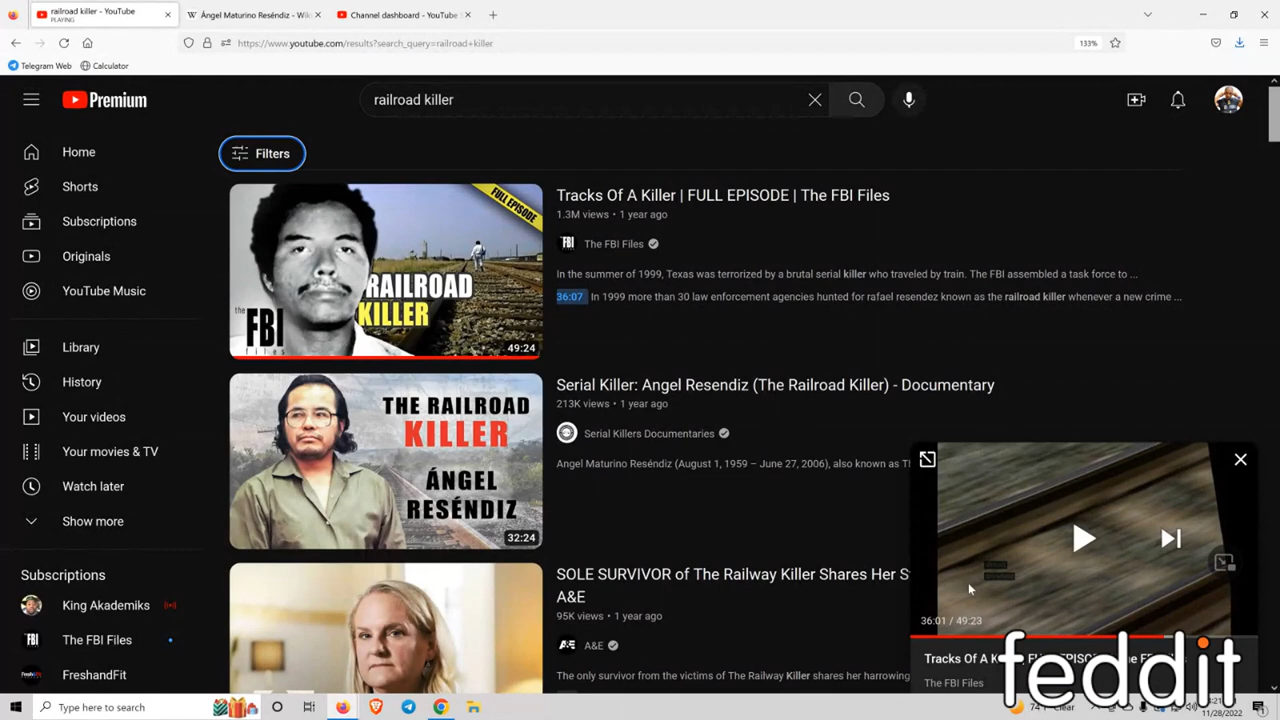 railroad killer - YouTube
PLAYING
Ángel Maturino Reséndiz - Wiki
Channel dashboard - YouTube S
https://www.youtube.com/results?search_query=railroad+killer
133%
Telegram Web
Calculator
Premium
railroad killer
Home
Shorts
Subscriptions
Originals
YouTube Music
Library
History
Your videos
Your movies & TV
Watch later
Show more
Subscriptions
King Akademiks
The FBI Files
FreshandFit
Filters
FULL EPISODE
RAILROAD
KILLER
the
FBI
files
49:24
Tracks Of A Killer | FULL EPISODE | The FBI Files
1.3M views • 1 year ago
The FBI Files
In the summer of 1999, Texas was terrorized by a brutal serial killer who traveled by train. The FBI assembled a task force to ...
36:07 In 1999 more than 30 law enforcement agencies hunted for rafael resendez known as the railroad killer whenever a new crime ...
THE RAILROAD
KILLER
ÁNGEL
RESÉNDIZ
32:24
Serial Killer: Angel Resendiz (The Railroad Killer) - Documentary
213K views • 1 year ago
Serial Killers Documentaries
Angel Maturino Reséndiz (August 1, 1959 – June 27, 2006), also known as
SOLE SURVIVOR of The Railway Killer Shares Her
A&E
95K views • 1 year ago
A&E
The only survivor from the victims of The Railway Killer shares her harrowing
36:01 / 49:23
Tracks Of A
The FBI Files
feddit
Type here to search
Clear
11/28/2022